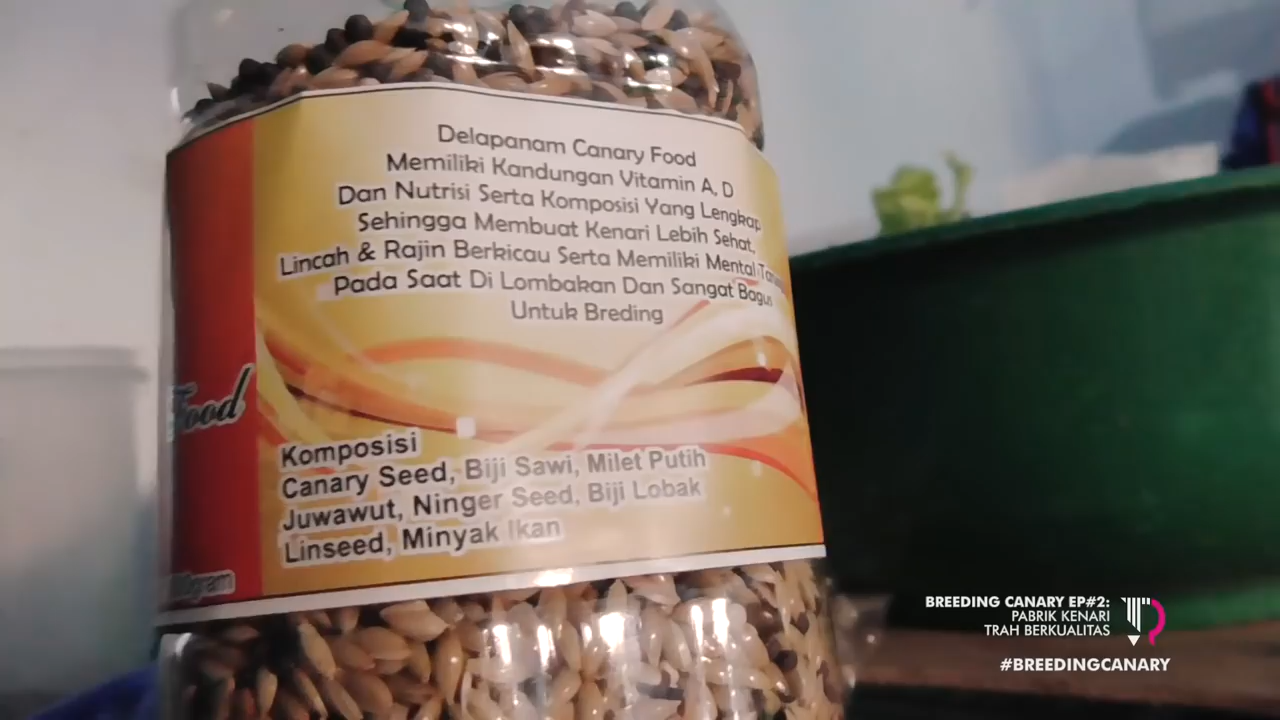 Delapanam Canary Food
Memiliki Kandungan Vitamin A, D
Dan Nutrisi Serta Komposisi Yang Lengkap
Sehingga Membuat Kenari Lebih Sehat,
Lincah & Rajin Berkicau Serta Memiliki Mental
Pada Saat Di Lombakan Dan Sangat Bagus
Untuk Breding
Food
Komposisi
Canary Seed, Biji Sawi, Milet Putih
Juwawut, Ninger Seed, Biji Lobak
Linseed, Minyak Ikan
BREEDING CANARY EP#2:
PABRIK KENARI
TRAH BERKUALITAS
#BREEDINGCANARY